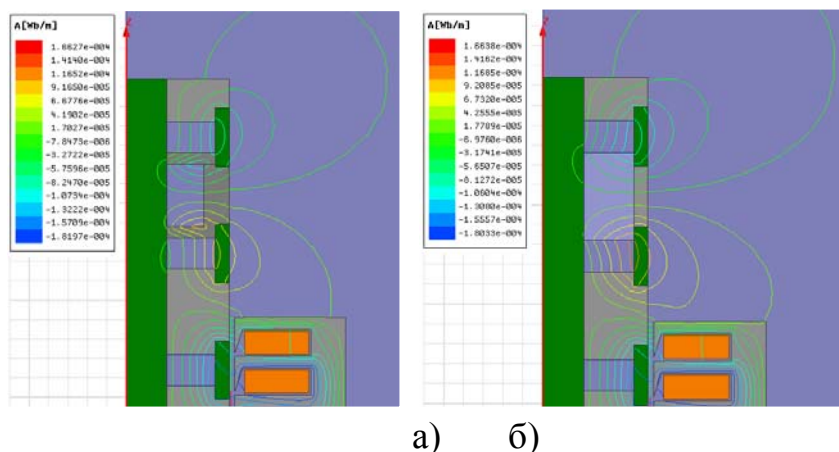 A[Wb/m]
1.6627e-004
1.4140e-004
1.1652e-004
9.1650e-005
6.6776e-005
4.1902e-005
1.7027e-005
-7.8473e-006
-3.2722e-005
-5.7596e-005
-8.2470e-005
-1.0734e-004
-1.3222e-004
-1.5709e-004
-1.8197e-004
Z
A[Wb/m]
1.6638e-004
1.4162e-004
1.1685e-004
9.2085e-005
6.7320e-005
4.2555e-005
1.7789e-005
-6.9760e-006
-3.1741e-005
-5.6507e-005
-8.1272e-005
-1.0604e-004
-1.3080e-004
-1.5557e-004
-1.8033e-004
а) б)